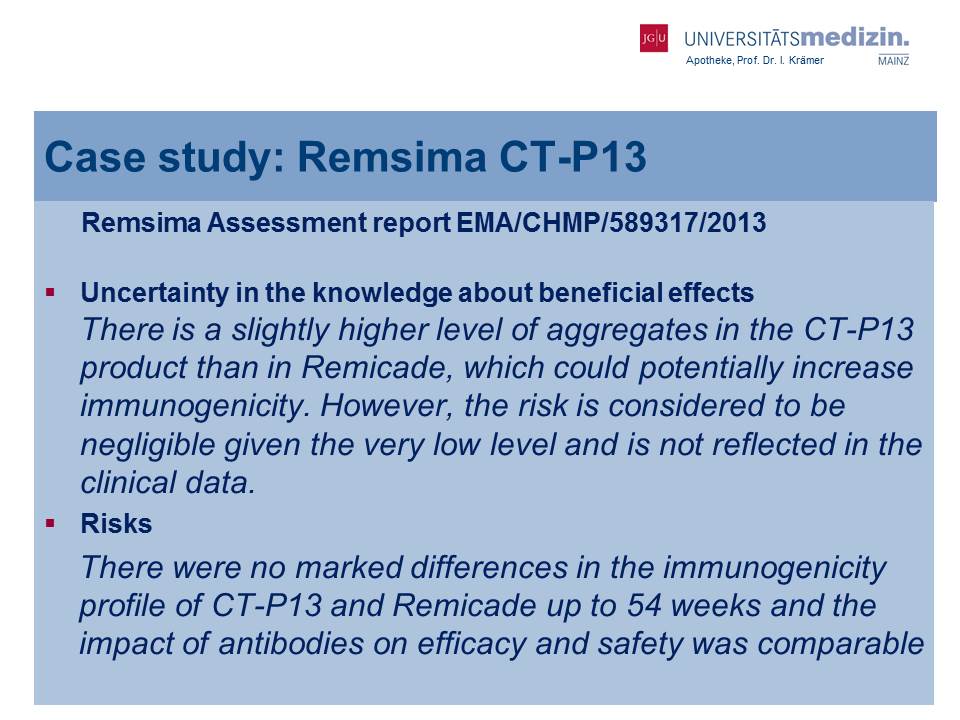 JG|U UNIVERSITÄTSmedizin.
Apotheke, Prof. Dr. I. Krämer MAINZ
Case study: Remsima CT-P13
Remsima Assessment report EMA/CHMP/589317/2013
▪ Uncertainty in the knowledge about beneficial effects
There is a slightly higher level of aggregates in the CT-P13
product than in Remicade, which could potentially increase
immunogenicity. However, the risk is considered to be
negligible given the very low level and is not reflected in the
clinical data.
▪ Risks
There were no marked differences in the immunogenicity
profile of CT-P13 and Remicade up to 54 weeks and the
impact of antibodies on efficacy and safety was comparable